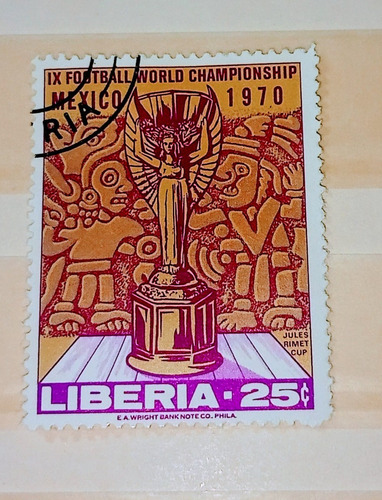 IX FOOTBALL WORLD CHAMPIONSHIP
MEXICO 1970
JULES
RIMET
CUP
LIBERIA · 25¢
E.A. WRIGHT BANK NOTE CO. PHILA.